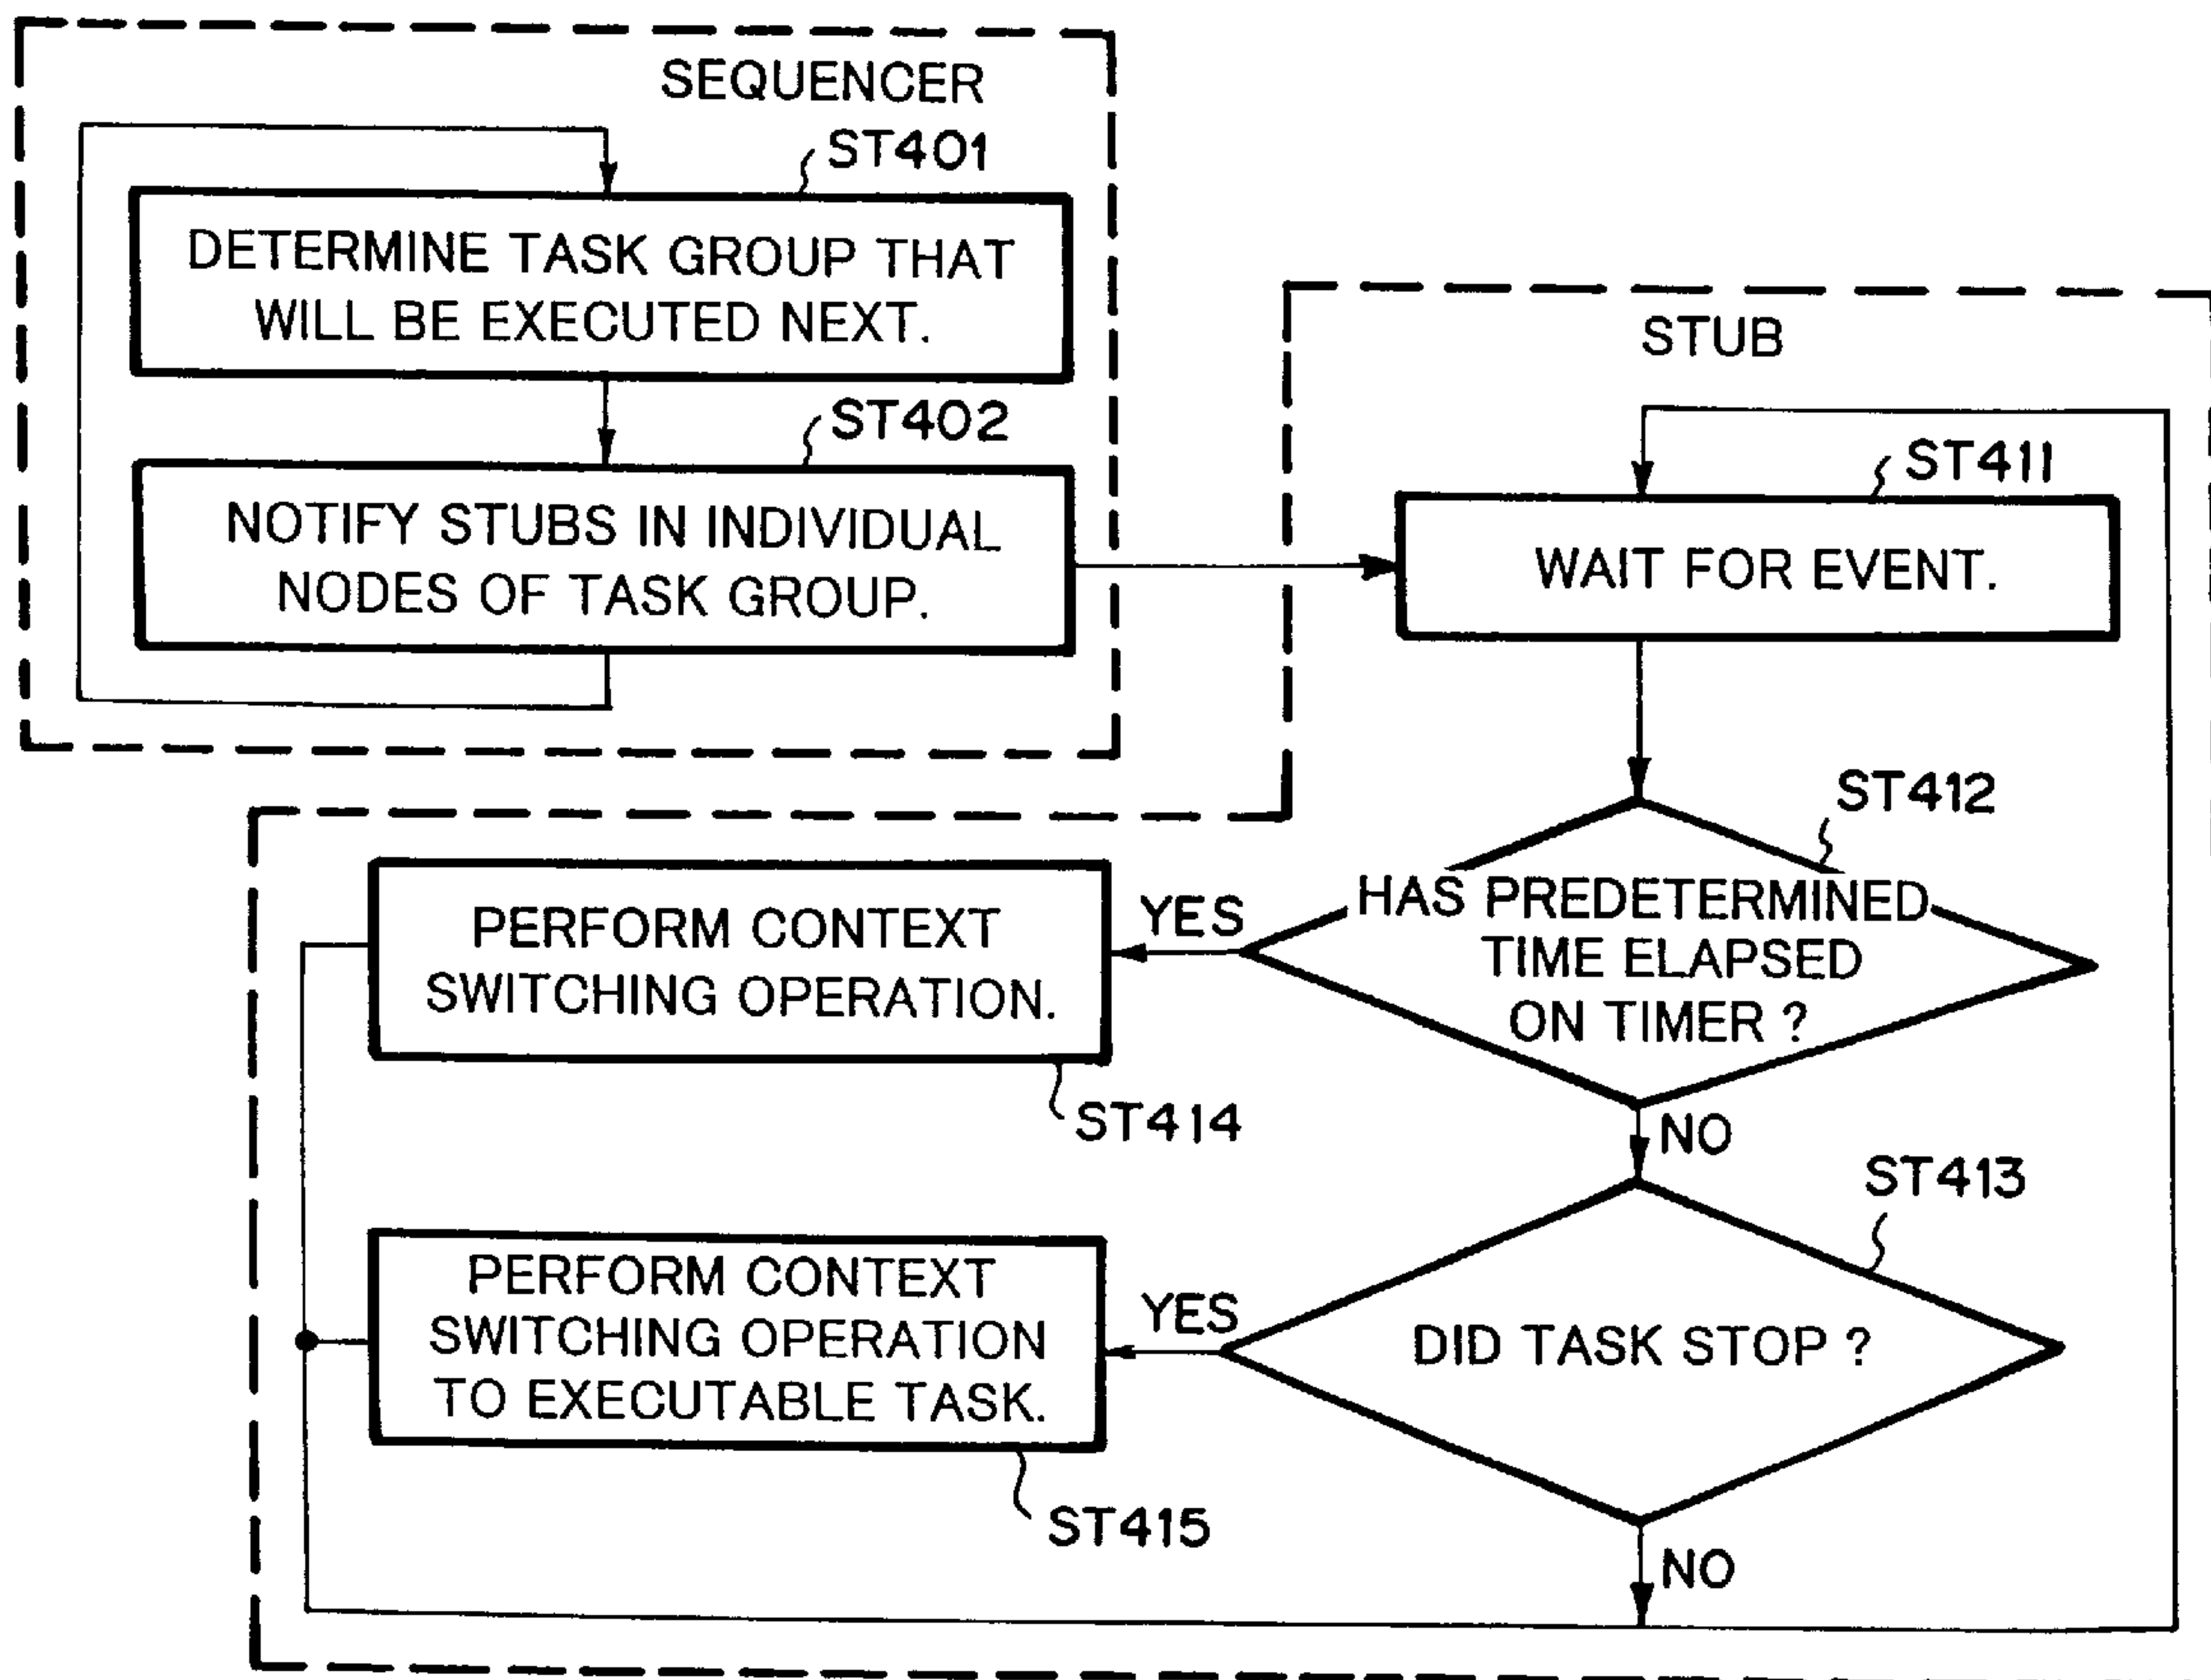 SEQUENCER
ST401
DETERMINE TASK GROUP THAT
WILL BE EXECUTED NEXT.
ST402
NOTIFY STUBS IN INDIVIDUAL
NODES OF TASK GROUP.
STUB
ST411
WAIT FOR EVENT.
ST412
HAS PREDETERMINED
TIME ELAPSED
ON TIMER ?
YES
PERFORM CONTEXT
SWITCHING OPERATION.
ST414
NO
ST413
DID TASK STOP ?
YES
PERFORM CONTEXT
SWITCHING OPERATION
TO EXECUTABLE TASK.
ST415
NO